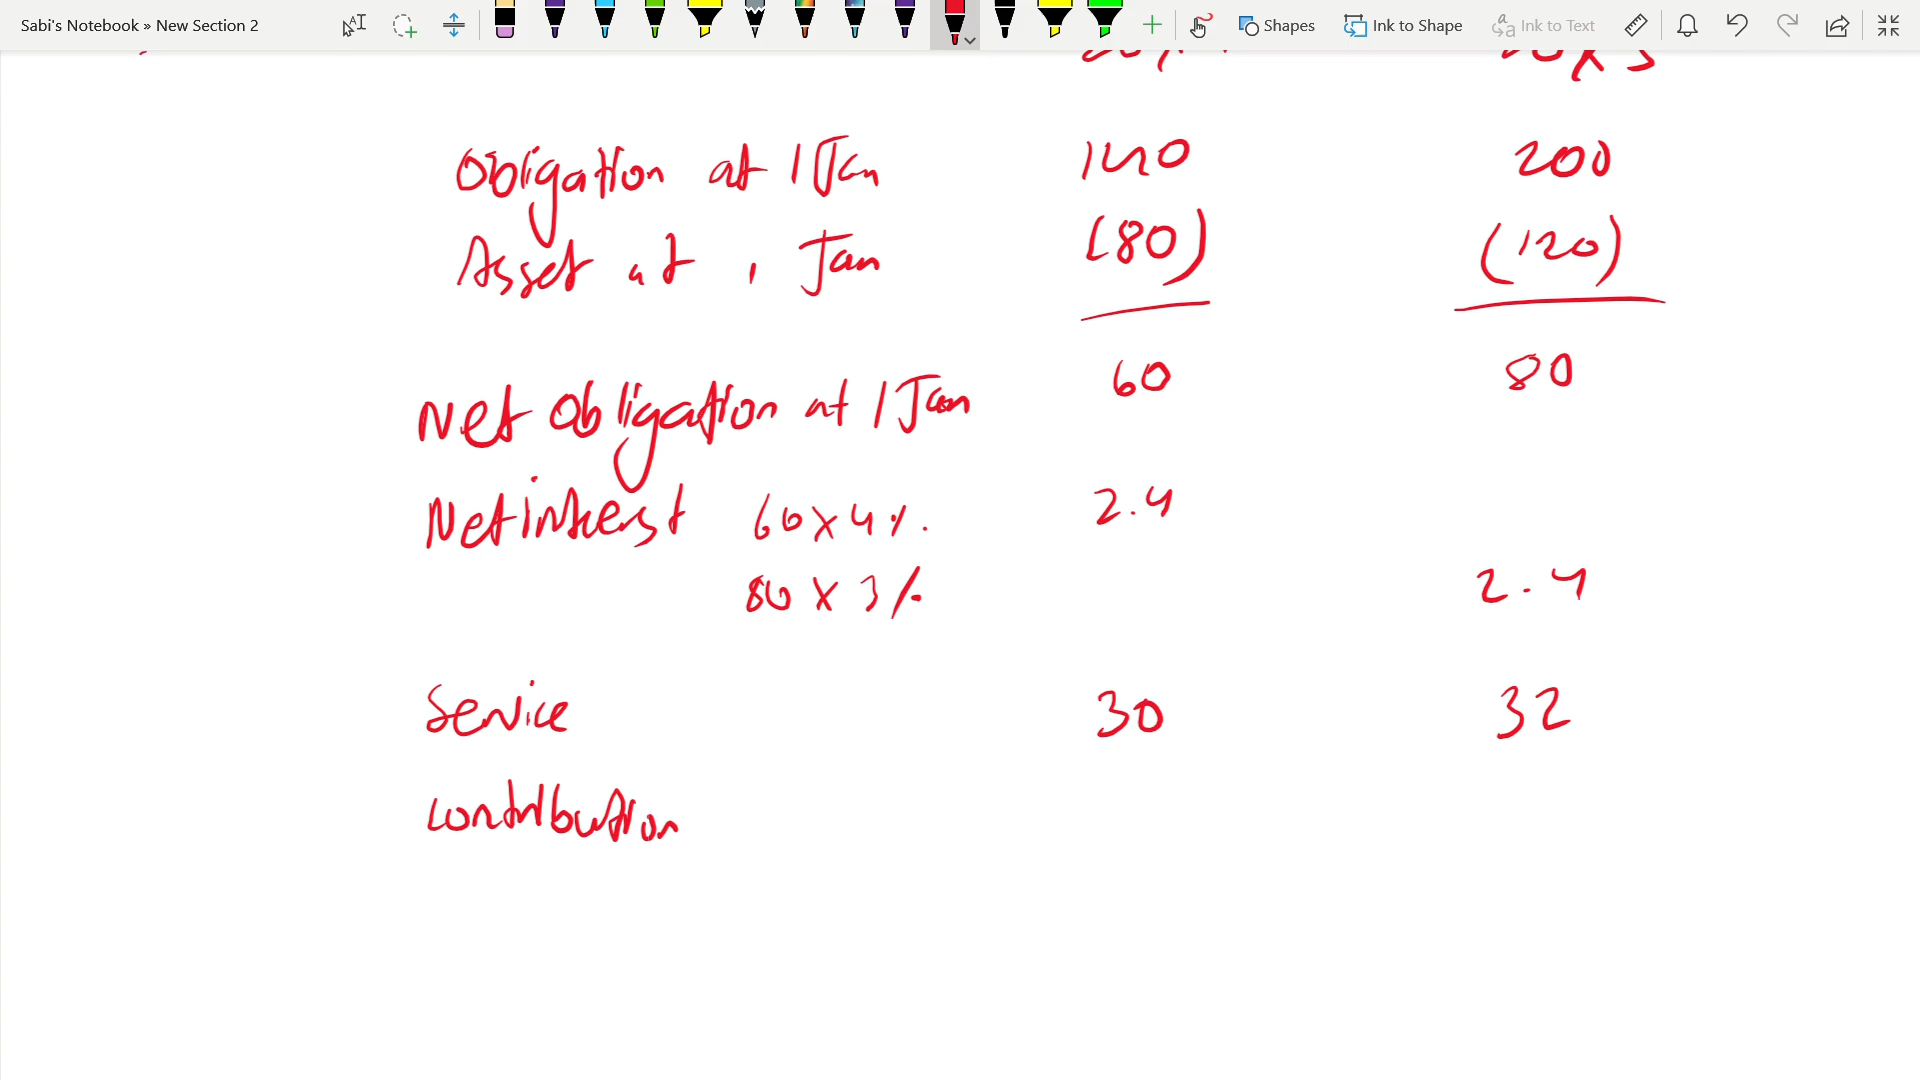 Sabi's Notebook » New Section 2
Shapes
Ink to Shape
Ink to Text
Obligation at 1 Jan 140 200
Asset at 1 Jan (80) (120)
60 80
Net obligation at 1 Jan
Net interest 60 x 4%. 2.4
80 x 3% 2.4
Service 30 32
Contribution